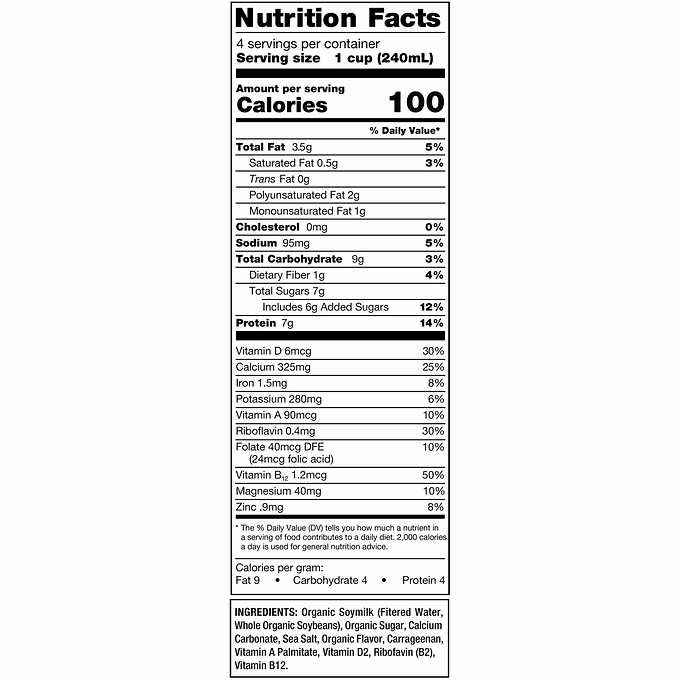 Nutrition Facts
4 servings per container
Serving size 1 cup (240mL)
Amount per serving
Calories 100
% Daily Value*
Total Fat 3.5g 5%
Saturated Fat 0.5g 3%
Trans Fat 0g
Polyunsaturated Fat 2g
Monounsaturated Fat 1g
Cholesterol 0mg 0%
Sodium 95mg 5%
Total Carbohydrate 9g 3%
Dietary Fiber 1g 4%
Total Sugars 7g
Includes 6g Added Sugars 12%
Protein 7g 14%
Vitamin D 6mcg 30%
Calcium 325mg 25%
Iron 1.5mg 8%
Potassium 280mg 6%
Vitamin A 90mcg 10%
Riboflavin 0.4mg 30%
Folate 40mcg DFE 10%
(24mcg folic acid)
Vitamin B12 1.2mcg 50%
Magnesium 40mg 10%
Zinc .9mg 8%
* The % Daily Value (DV) tells you how much a nutrient in
a serving of food contributes to a daily diet. 2,000 calories
a day is used for general nutrition advice.
Calories per gram:
Fat 9 • Carbohydrate 4 • Protein 4
INGREDIENTS: Organic Soymilk (Fitered Water,
Whole Organic Soybeans), Organic Sugar, Calcium
Carbonate, Sea Salt, Organic Flavor, Carrageenan,
Vitamin A Palmitate, Vitamin D2, Ribofavin (B2),
Vitamin B12.